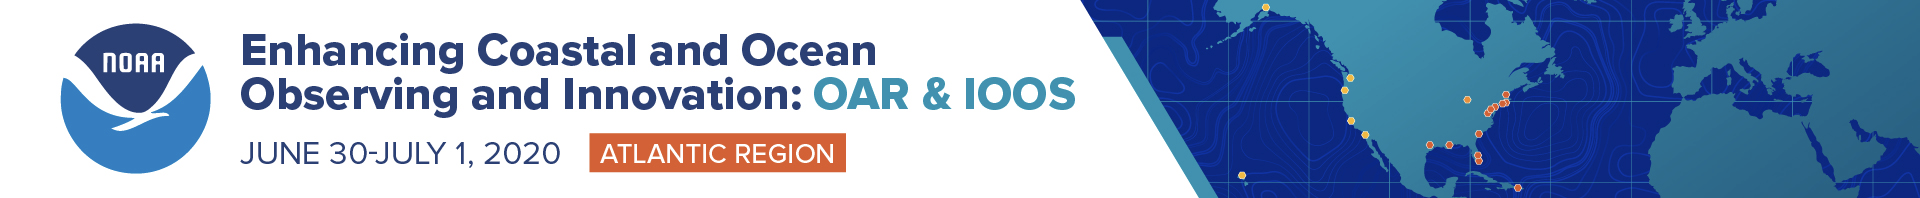 NOAA
Enhancing Coastal and Ocean
Observing and Innovation: OAR & IOOS
JUNE 30-JULY 1, 2020
ATLANTIC REGION